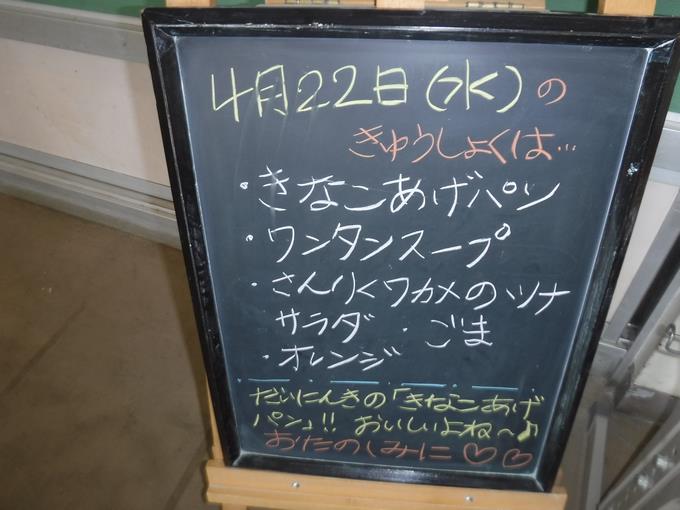 4月22日(水)の
きゅうしょくは…
・きなこあげパン
・ワンタンスープ
・さんりくワカメのツナ
サラダ・ごま
・オレンジ
だいにんきの「きなこあげ
パン」!! おいしいよね〜♪
おたのしみに♡♡